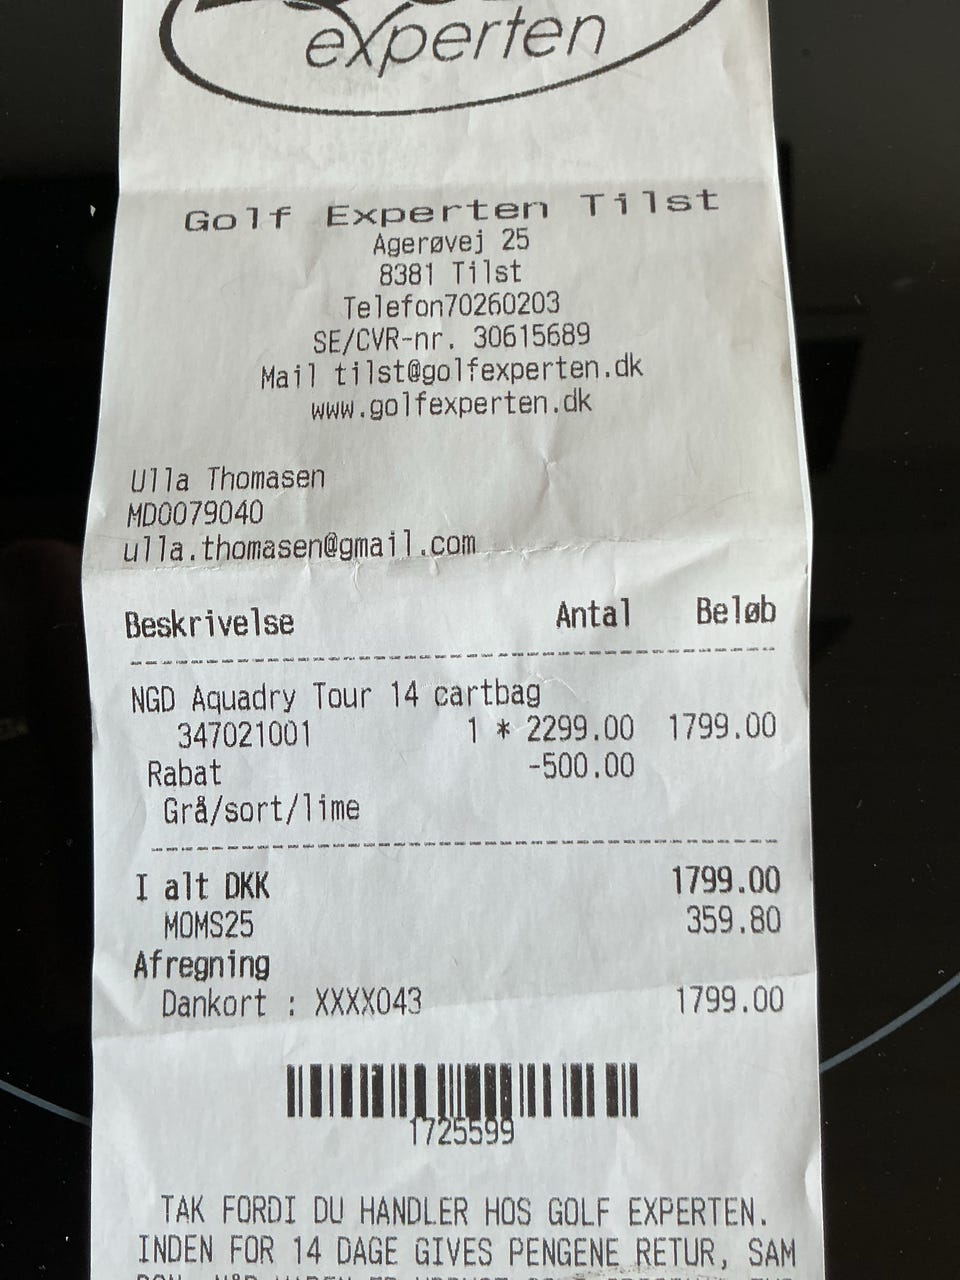 experten
Golf Experten Tilst
Agerøvej 25
8381 Tilst
Telefon70260203
SE/CVR-nr. 30615689
Mail tilst@golfexperten.dk
www.golfexperten.dk
Ulla Thomasen
MD0079040
ulla.thomasen@gmail.com
Beskrivelse Antal Beløb
NGD Aquadry Tour 14 cartbag
347021001 1 * 2299.00 1799.00
Rabat -500.00
Grå/sort/lime
I alt DKK 1799.00
MOMS25 359.80
Afregning
Dankort : XXXX043 1799.00
1725599
TAK FORDI DU HANDLER HOS GOLF EXPERTEN.
INDEN FOR 14 DAGE GIVES PENGENE RETUR, SAM